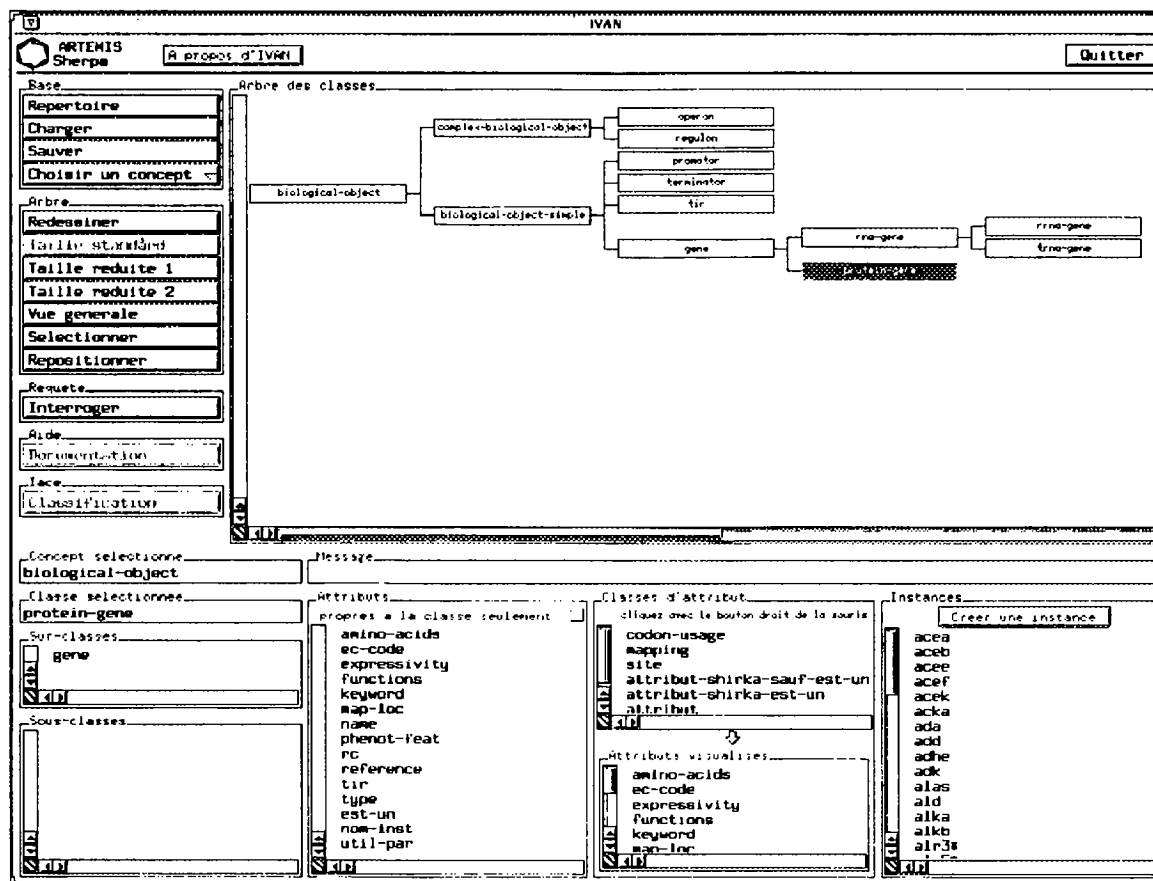 IVAN
ARTEMIS
Sherpa
A propos d'IVAN
Quitter
Base
Repertoire
Charger
Sauver
Choisir un concept
Arbre
Redessiner
Taille standård
Taille reduite 1
Taille reduite 2
Vue generale
Selectionner
Repositionner
Requete
Interroger
Aide
Documentation
Tace
Classification
Arbre des classes
biological-object
complex-biological-object
operon
regulon
biological-object-simple
promotor
terminator
tir
gene
rna-gene
protein-gene
rrna-gene
trna-gene
Concept selectionne
biological-object
Message
Classe selectionnee
protein-gene
Sur-classes
gene
Sous-classes
Attributs
propres a la classe seulement
amino-acids
ec-code
expressivity
functions
keyword
map-loc
name
phenot-feat
rc
reference
tir
type
est-un
nom-inst
util-par
Classes d'attribut
cliquez avec le bouton droit de la souris
codon-usage
mapping
site
attribut-shirka-sauf-est-un
attribut-shirka-est-un
attribut
Attributs visualises
amino-acids
ec-code
expressivity
functions
keyword
map-loc
Instances
Creer une instance
acea
aceb
acee
acef
acek
acka
ada
add
adhe
adk
alas
ald
alka
alkb
alr3*